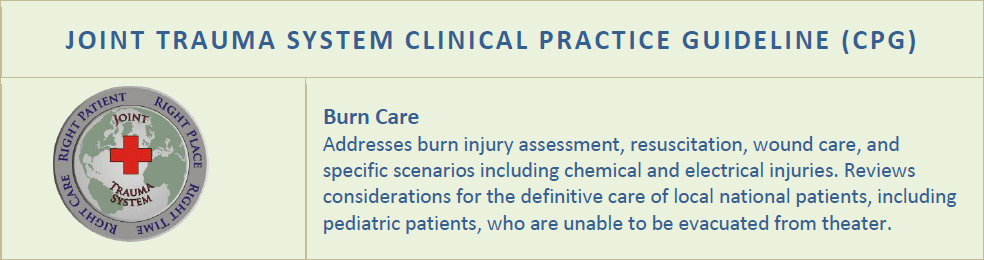 JOINT TRAUMA SYSTEM CLINICAL PRACTICE GUIDELINE (CPG)
RIGHT PATIENT
RIGHT PLACE
RIGHT TIME
RIGHT CARE
JOINT
TRAUMA
SYSTEM
Burn Care
Addresses burn injury assessment, resuscitation, wound care, and
specific scenarios including chemical and electrical injuries. Reviews
considerations for the definitive care of local national patients, including
pediatric patients, who are unable to be evacuated from theater.